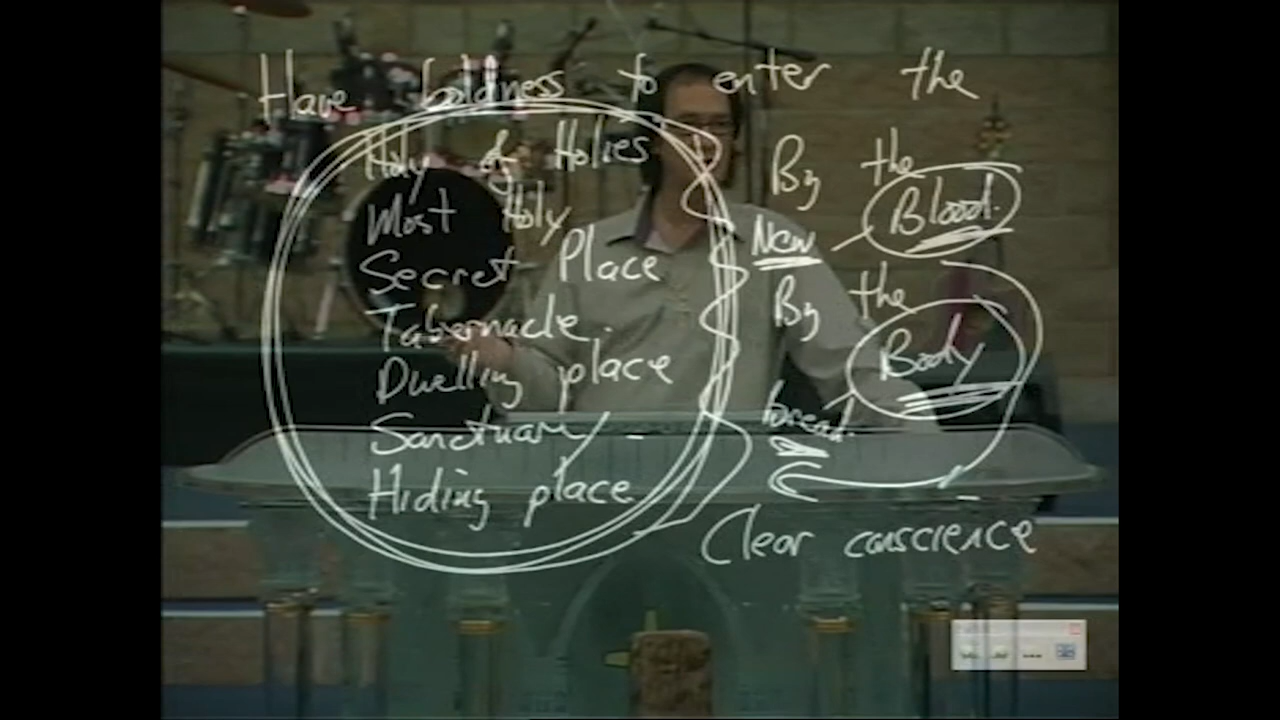 Have boldness to enter the
Holy of Holies
Most Holy
Secret Place
Tabernacle.
Dwelling place
Sanctuary
Hiding place
By the
Blood.
New
By the
Body
bread.
Clear conscience